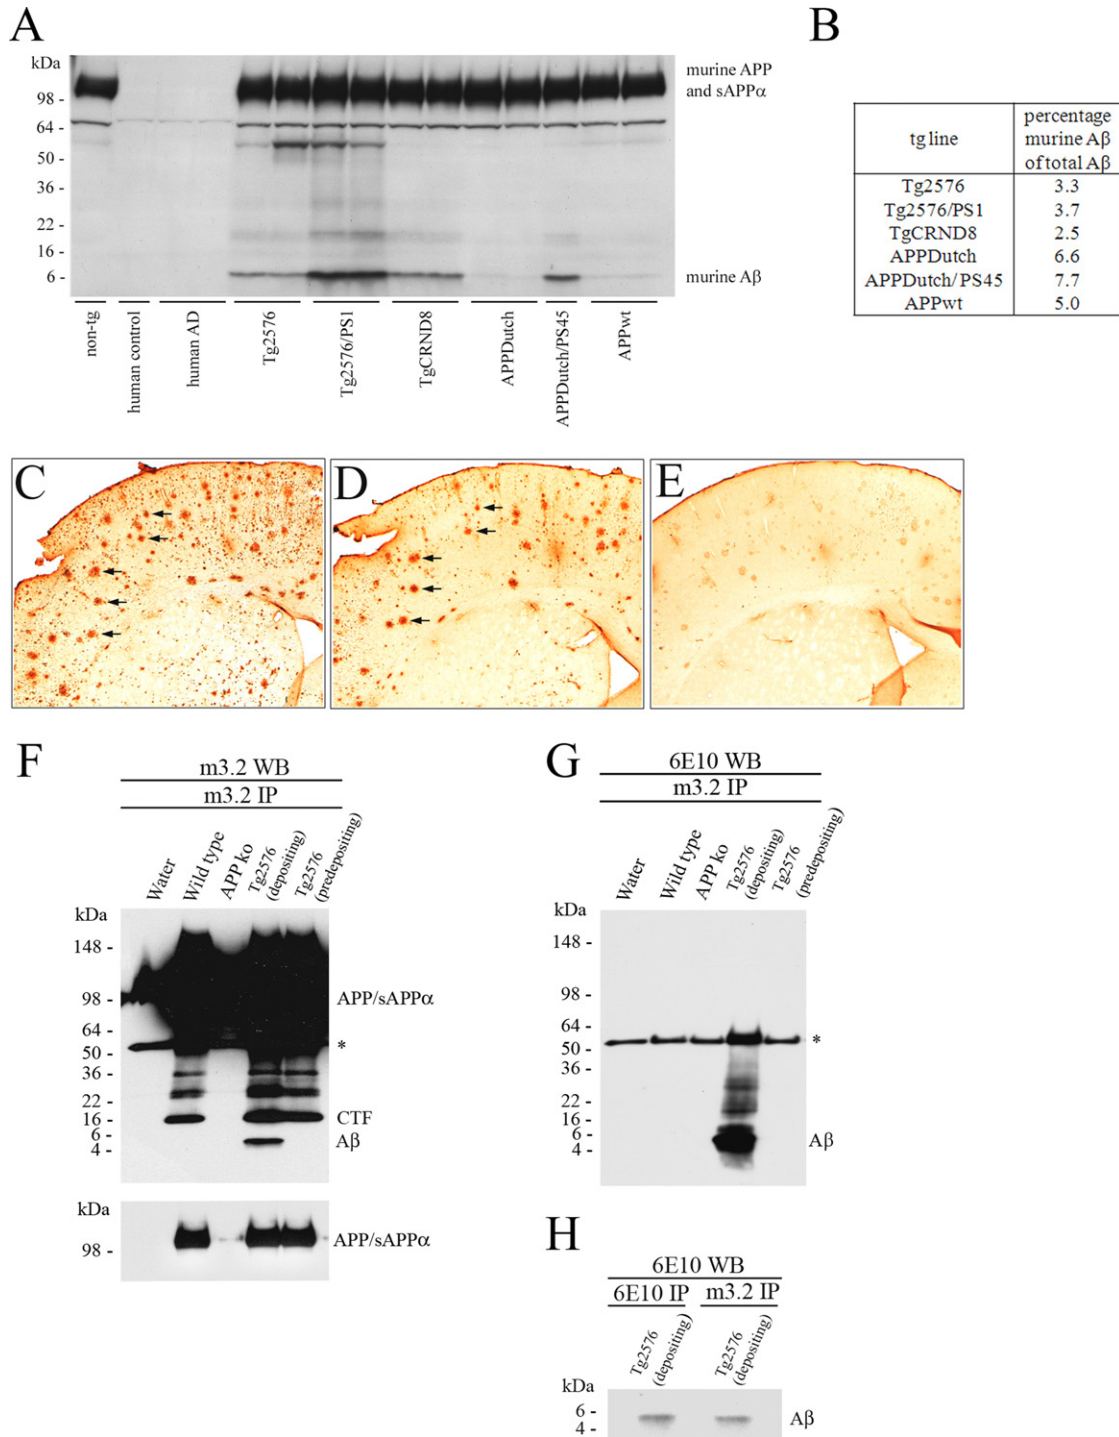 A
kDa
98 -
64 -
50 -
36 -
22 -
16 -
6 -
murine APP
and sAPPα
murine Aβ
non-tg
human control
human AD
Tg2576
Tg2576/PS1
TgCRND8
APPDutch
APPDutch/PS45
APPwt
B
tg line percentage murine Aβ of total Aβ
Tg2576 3.3
Tg2576/PS1 3.7
TgCRND8 2.5
APPDutch 6.6
APPDutch/PS45 7.7
APPwt 5.0
C
D
E
F
m3.2 WB
m3.2 IP
Water
Wild type
APP ko
Tg2576
(depositing)
Tg2576
(predepositing)
kDa
148 -
98 -
64 -
50 -
36 -
22 -
16 -
6 -
4 -
APP/sAPPα
*
CTF
Aβ
kDa
98 -
APP/sAPPα
G
6E10 WB
m3.2 IP
Water
Wild type
APP ko
Tg2576
(depositing)
Tg2576
(predepositing)
kDa
148 -
98 -
64 -
50 -
36 -
22 -
16 -
6 -
4 -
*
Aβ
H
6E10 WB
6E10 IP m3.2 IP
Tg2576
(depositing)
Tg2576
(depositing)
kDa
6 -
4 -
Aβ